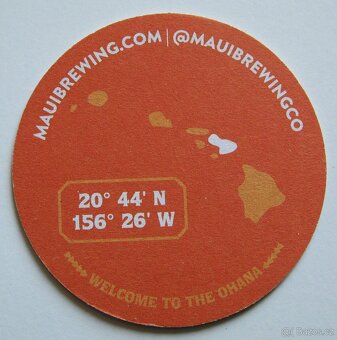 MAUIBREWING.COM | @MAUIBREWINGCO
20° 44' N
156° 26' W
WELCOME TO THE OHANA